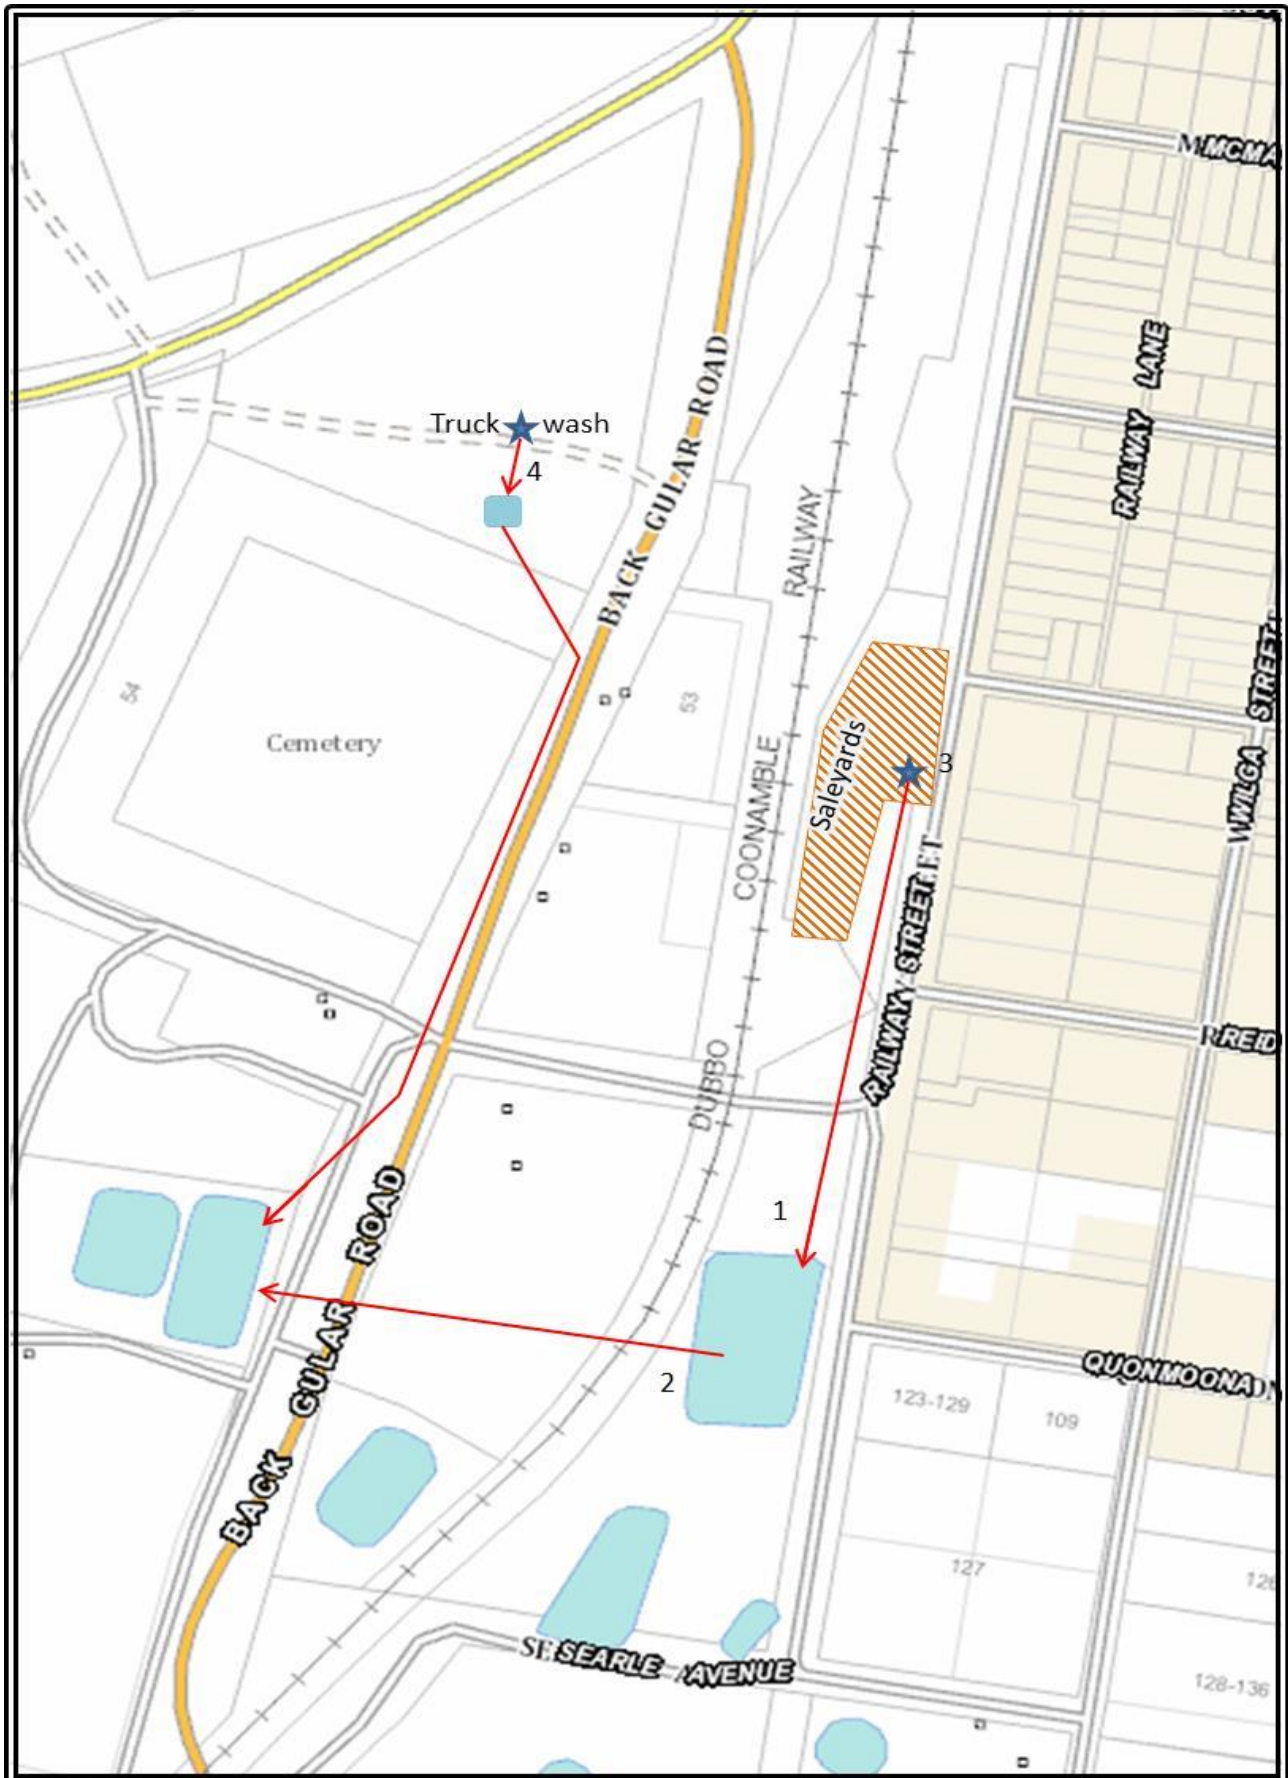 MCMA
RAILWAY LANE
BACK GULAR ROAD
Truck wash
4
RAILWAY
STREET
54
Cemetery
53
COONAMBLE
Saleyards
3
WILGA
RAILWAY STREET
REID
DUBBO
BACK GULAR ROAD
1
2
QUONMOONA
123-129
109
127
SEARLE AVENUE
128-136